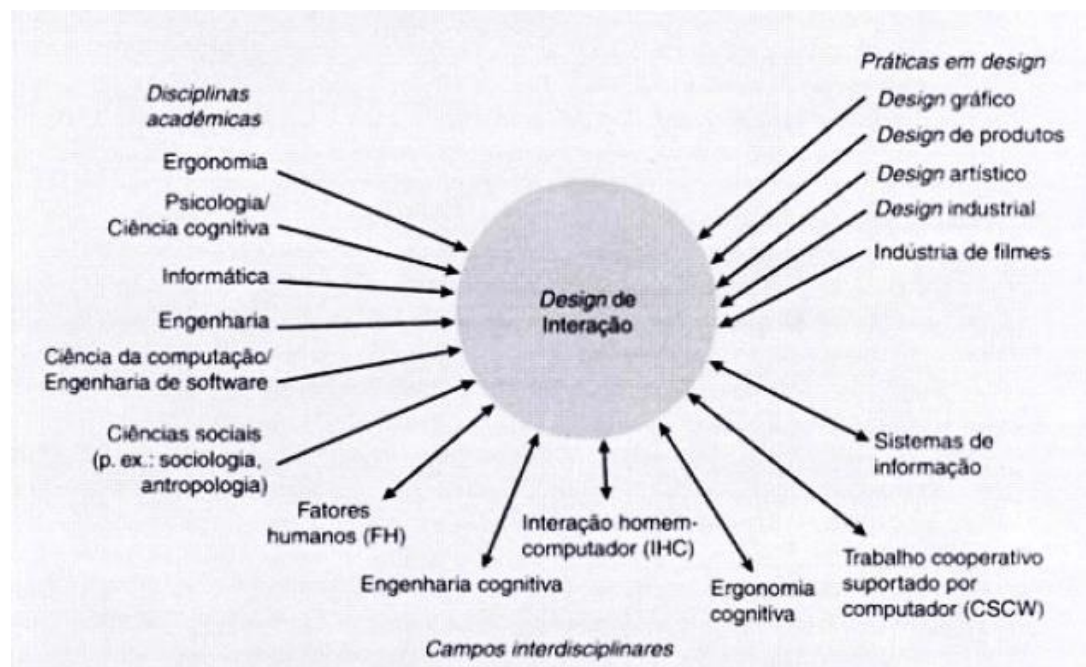 Disciplinas
acadêmicas
Ergonomia
Psicologia/
Ciência cognitiva
Informática
Engenharia
Ciência da computação/
Engenharia de software
Ciências sociais
(p. ex.: sociologia,
antropologia)
Práticas em design
Design gráfico
Design de produtos
Design artístico
Design industrial
Indústria de filmes
Design de
Interação
Fatores
humanos (FH)
Engenharia cognitiva
Interação homem-
computador (IHC)
Ergonomia
cognitiva
Trabalho cooperativo
suportado por
computador (CSCW)
Sistemas de
informação
Campos interdisciplinares